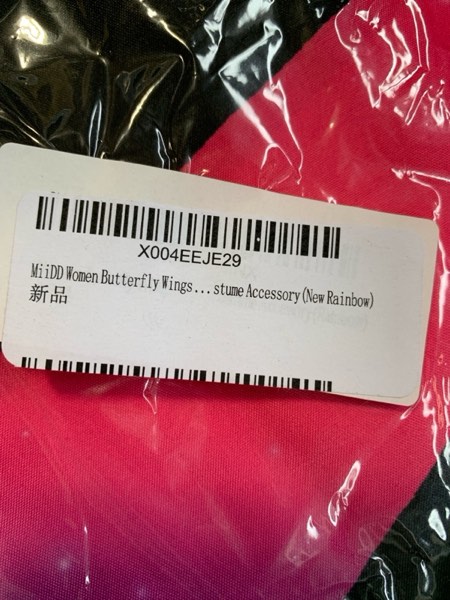 X004EEJE29
MiiDD Women Butterfly Wings...stume Accessory(New Rainbow)
新品